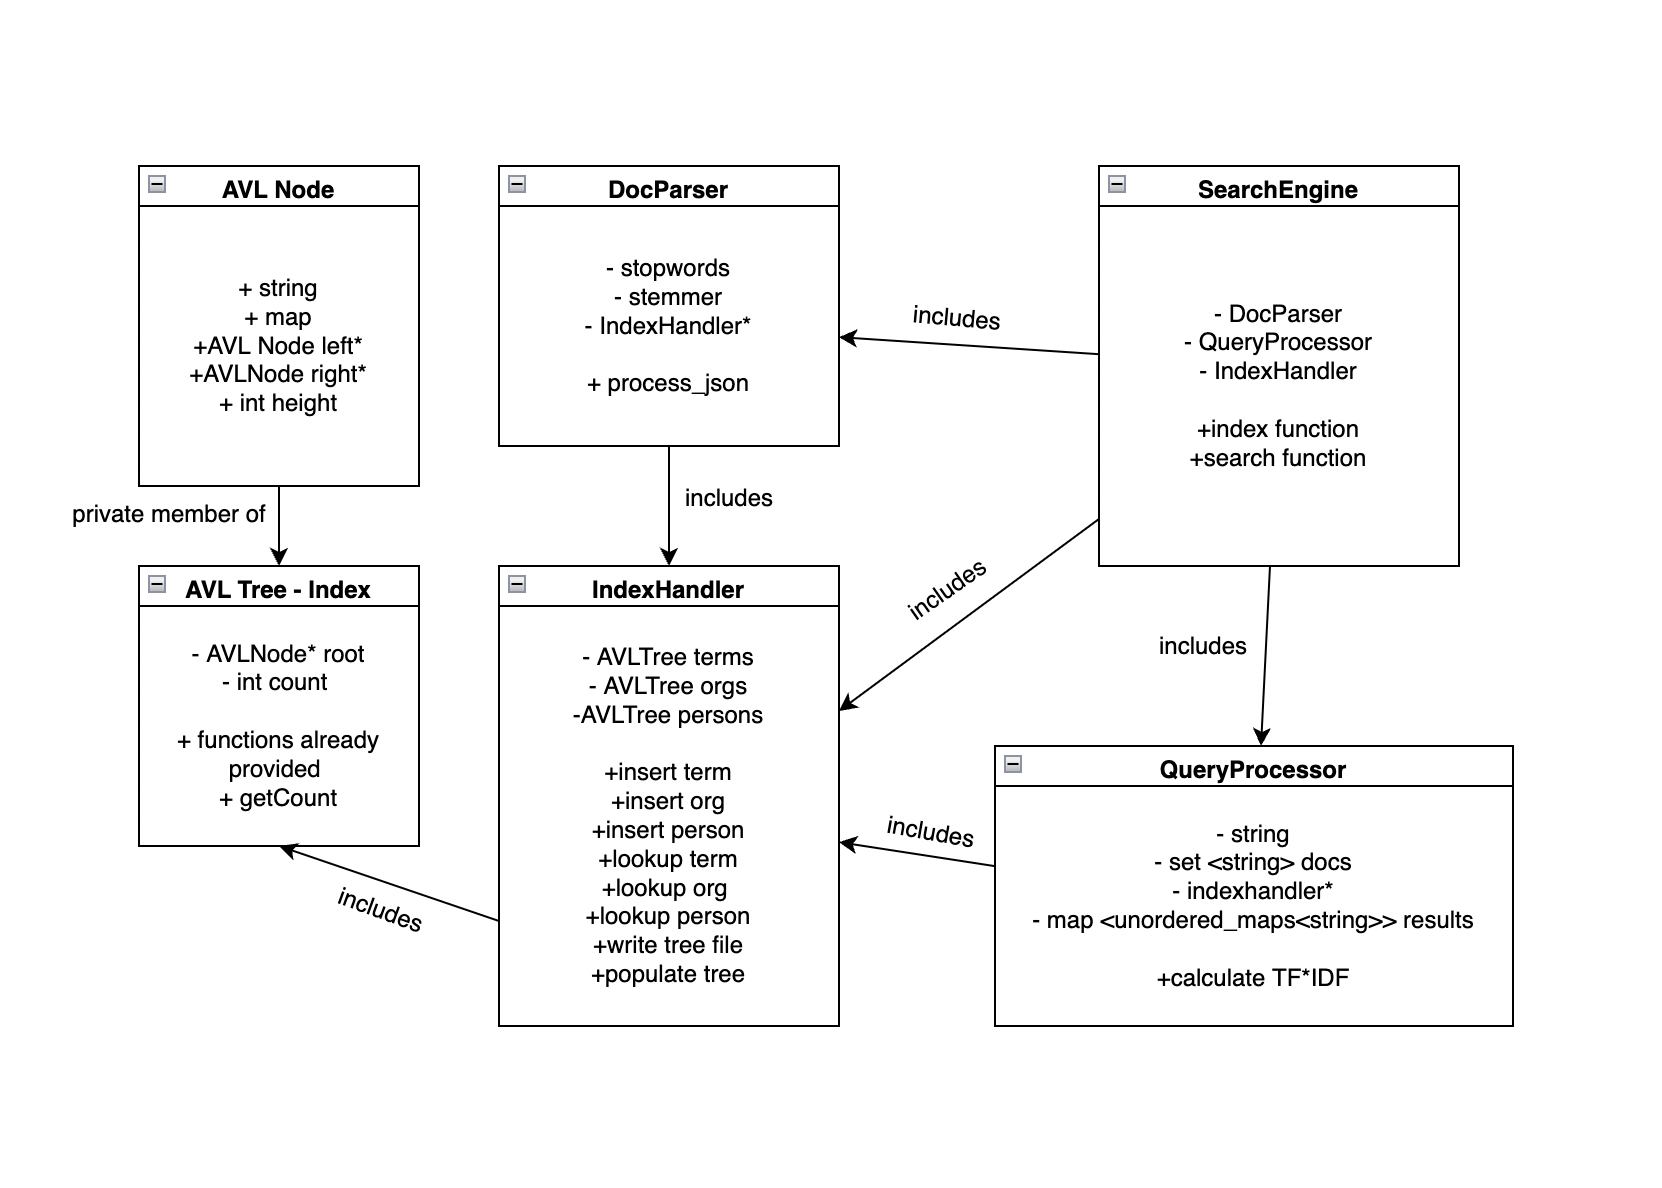 AVL Node
+ string
+ map
+AVL Node left*
+AVLNode right*
+ int height
private member of
AVL Tree - Index
- AVLNode* root
- int count
+ functions already
provided
+ getCount
includes
DocParser
- stopwords
- stemmer
- IndexHandler*
+ process_json
includes
IndexHandler
- AVLTree terms
- AVLTree orgs
-AVLTree persons
+insert term
+insert org
+insert person
+lookup term
+lookup org
+lookup person
+write tree file
+populate tree
includes
includes
includes
SearchEngine
- DocParser
- QueryProcessor
- IndexHandler
+index function
+search function
includes
QueryProcessor
- string
- set <string> docs
- indexhandler*
- map <unordered_maps<string>> results
+calculate TF*IDF